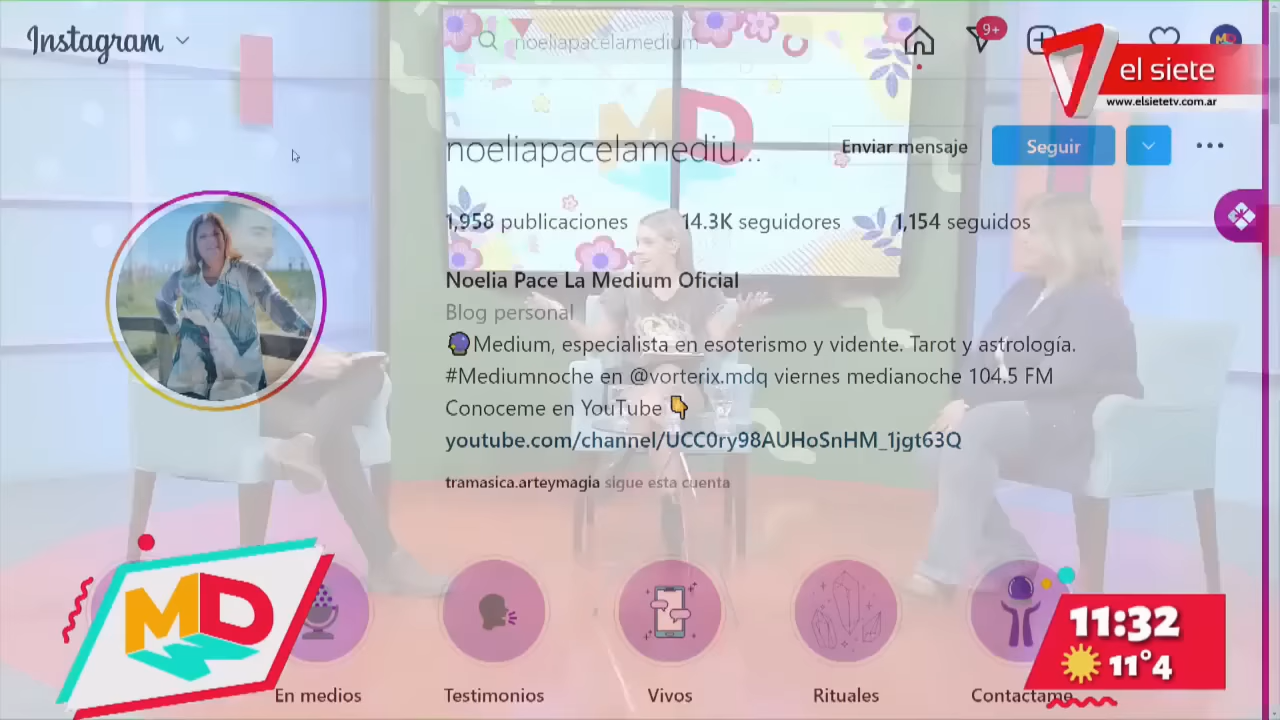 Instagram
noeliapacelamedium
9+
MD
el siete
www.elsietetv.com.ar
MD
noeliapacelamediu...
Enviar mensaje
Seguir
1,958 publicaciones
14.3K seguidores
1,154 seguidos
Noelia Pace La Medium Oficial
Blog personal
Medium, especialista en esoterismo y vidente. Tarot y astrología.
#Mediumnoche en @vorterix.mdq viernes medianoche 104.5 FM
Conoceme en YouTube
youtube.com/channel/UCC0ry98AUHoSnHM_1jgt63Q
tramasica.arteymagia sigue esta cuenta
MD
11:32
11°4
En medios
Testimonios
Vivos
Rituales
Contactame